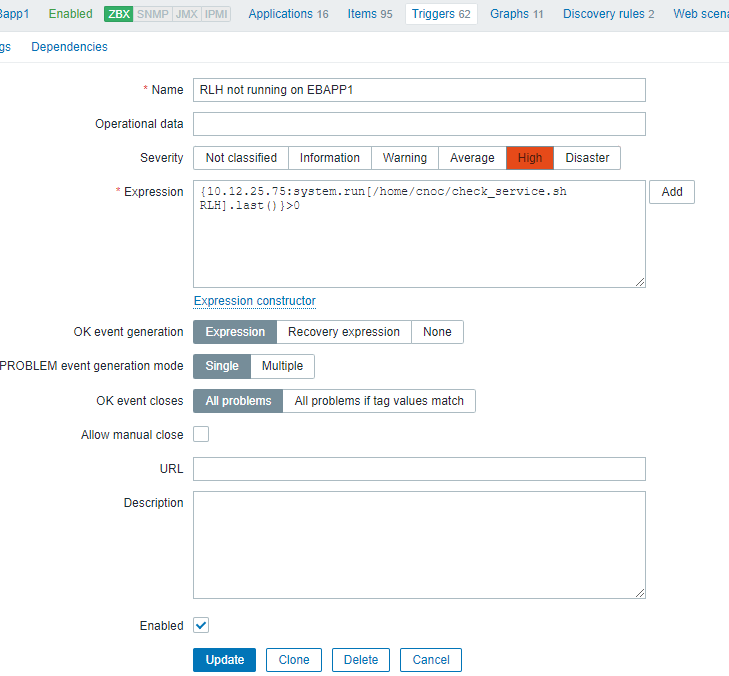 Bapp1 Enabled ZBX SNMP JMX IPMI Applications 16 Items 95 Triggers 62 Graphs 11 Discovery rules 2 Web scena
gs Dependencies
* Name RLH not running on EBAPP1
Operational data
Severity Not classified Information Warning Average High Disaster
* Expression {10.12.25.75:system.run[/home/cnoc/check_service.sh Add
RLH].last()}>0
Expression constructor
OK event generation Expression Recovery expression None
PROBLEM event generation mode Single Multiple
OK event closes All problems All problems if tag values match
Allow manual close
URL
Description
Enabled
Update Clone Delete Cancel